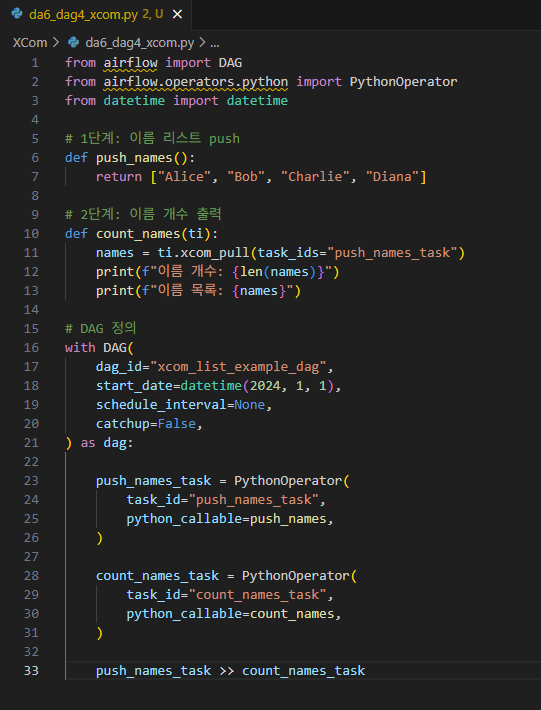 da6_dag4_xcom.py 2, U ×
XCom > da6_dag4_xcom.py > ...
1 from airflow import DAG
2 from airflow.operators.python import PythonOperator
3 from datetime import datetime
4
5 # 1단계: 이름 리스트 push
6 def push_names():
7     return ["Alice", "Bob", "Charlie", "Diana"]
8
9 # 2단계: 이름 개수 출력
10 def count_names(ti):
11     names = ti.xcom_pull(task_ids="push_names_task")
12     print(f"이름 개수: {len(names)}")
13     print(f"이름 목록: {names}")
14
15 # DAG 정의
16 with DAG(
17     dag_id="xcom_list_example_dag",
18     start_date=datetime(2024, 1, 1),
19     schedule_interval=None,
20     catchup=False,
21 ) as dag:
22
23     push_names_task = PythonOperator(
24         task_id="push_names_task",
25         python_callable=push_names,
26     )
27
28     count_names_task = PythonOperator(
29         task_id="count_names_task",
30         python_callable=count_names,
31     )
32
33     push_names_task >> count_names_task